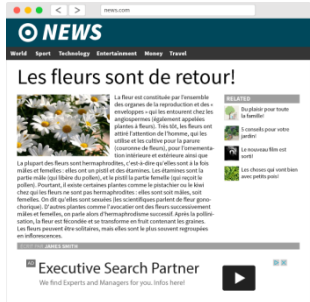 news.com
NEWS
World Sport Technology Entertainment Money Travel
Les fleurs sont de retour!
La fleur est constituée par l'ensemble
des organes de la reproduction et des «
enveloppes » qui les entourent chez les
angiospermes (également appelées
plantes à fleurs). Très tôt, les fleurs ont
attiré l'attention de l'homme, qui les
utilise et les cultive pour la parure
(couronne de fleurs), pour l'ornementa-
tion intérieure et extérieure ainsi que
La plupart des fleurs sont hermaphrodites, c'est-à-dire qu'elles sont à la fois
mâles et femelles : elles ont un pistil et des étamines. Les étamines sont la
partie mâle (qui libère du pollen), et le pistil la partie femelle (qui reçoit le
pollen). Pourtant, il existe certaines plantes comme le pistachier ou le kiwi
chez qui les fleurs ne sont pas hermaphrodites : elles sont soit mâles, soit
femelles. On dit qu'elles sont sexuées (les scientifiques parlent de fleur gono-
chorique). D'autres plantes comme l'avocatier ont des fleurs successivement
mâles et femelles, on parle alors d'hermaphrodisme successif. Après la pollini-
sation, la fleur est fécondée et se transforme en fruit contenant les graines.
Les fleurs peuvent être solitaires, mais elles sont le plus souvent regroupées
en inflorescences.
JAMES SMITH
RELATED
Du plaisir pour toute
la famille!
5 conseils pour votre
jardin!
Le nouveau film est
sorti!
Les choses qui vont bien
avec petits pois!
AD
Executive Search Partner
We find Experts and Managers for you. Infos here!